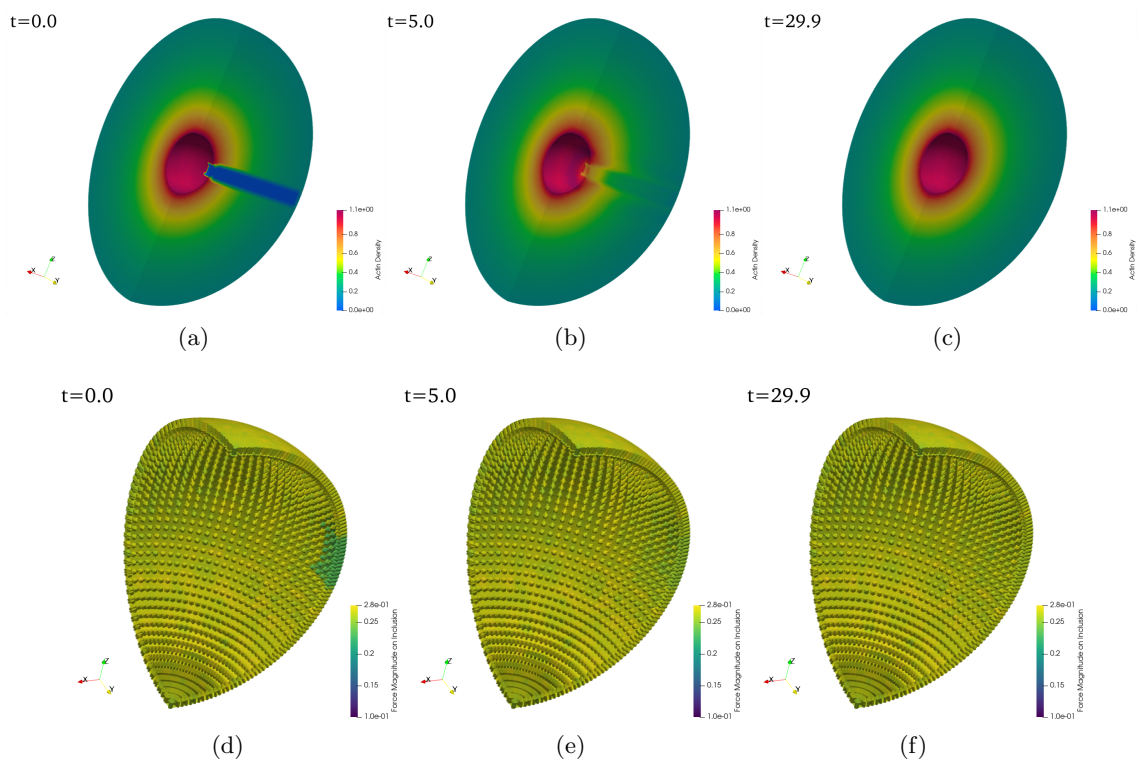 t=0.0
t=5.0
t=29.9
X
Z
Y
1.1e+00
1
0.8
0.6
0.4
0.2
0.0e+00
Actin Density
X
Z
Y
1.1e+00
1
0.8
0.6
0.4
0.2
0.0e+00
Actin Density
X
Z
Y
1.1e+00
1
0.8
0.6
0.4
0.2
0.0e+00
Actin Density
(a)
(b)
(c)
t=0.0
t=5.0
t=29.9
X
Z
Y
2.8e-01
0.25
0.2
0.15
1.0e-01
Force Magnitude on Inclusion
X
Z
Y
2.8e-01
0.25
0.2
0.15
1.0e-01
Force Magnitude on Inclusion
X
Z
Y
2.8e-01
0.25
0.2
0.15
1.0e-01
Force Magnitude on Inclusion
(d)
(e)
(f)